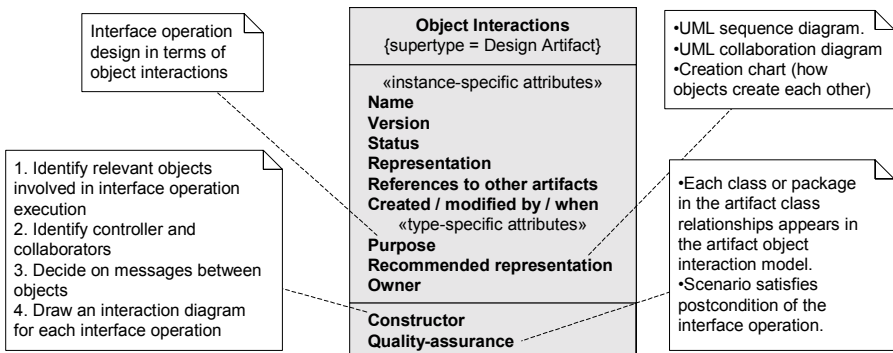 Interface operation
design in terms of
object interactions
Object Interactions
{supertype = Design Artifact}
«instance-specific attributes»
Name
Version
Status
Representation
References to other artifacts
Created / modified by / when
«type-specific attributes»
Purpose
Recommended representation
Owner
Constructor
Quality-assurance
•UML sequence diagram.
•UML collaboration diagram
•Creation chart (how
objects create each other)
1. Identify relevant objects
involved in interface operation
execution
2. Identify controller and
collaborators
3. Decide on messages between
objects
4. Draw an interaction diagram
for each interface operation
•Each class or package
in the artifact class
relationships appears in
the artifact object
interaction model.
•Scenario satisfies
postcondition of the
interface operation.